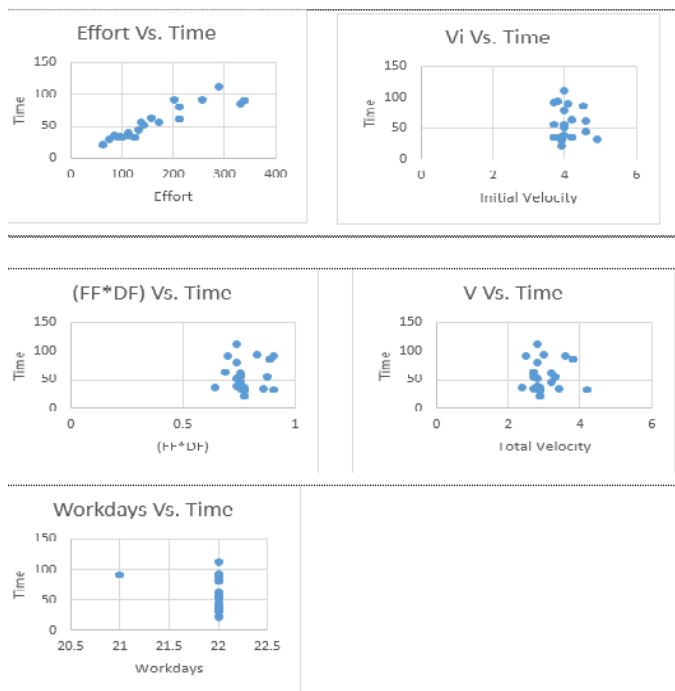 Effort Vs. Time
150
100
50
0
0 100 200 300 400
Time
Effort
Vi Vs. Time
150
100
50
0
0 2 4 6
Time
Initial Velocity
(FF*DF) Vs. Time
150
100
50
0
0 0.5 1
Time
(FF*DF)
V Vs. Time
150
100
50
0
0 2 4 6
Time
Total Velocity
Workdays Vs. Time
150
100
50
0
20.5 21 21.5 22 22.5
Time
Workdays